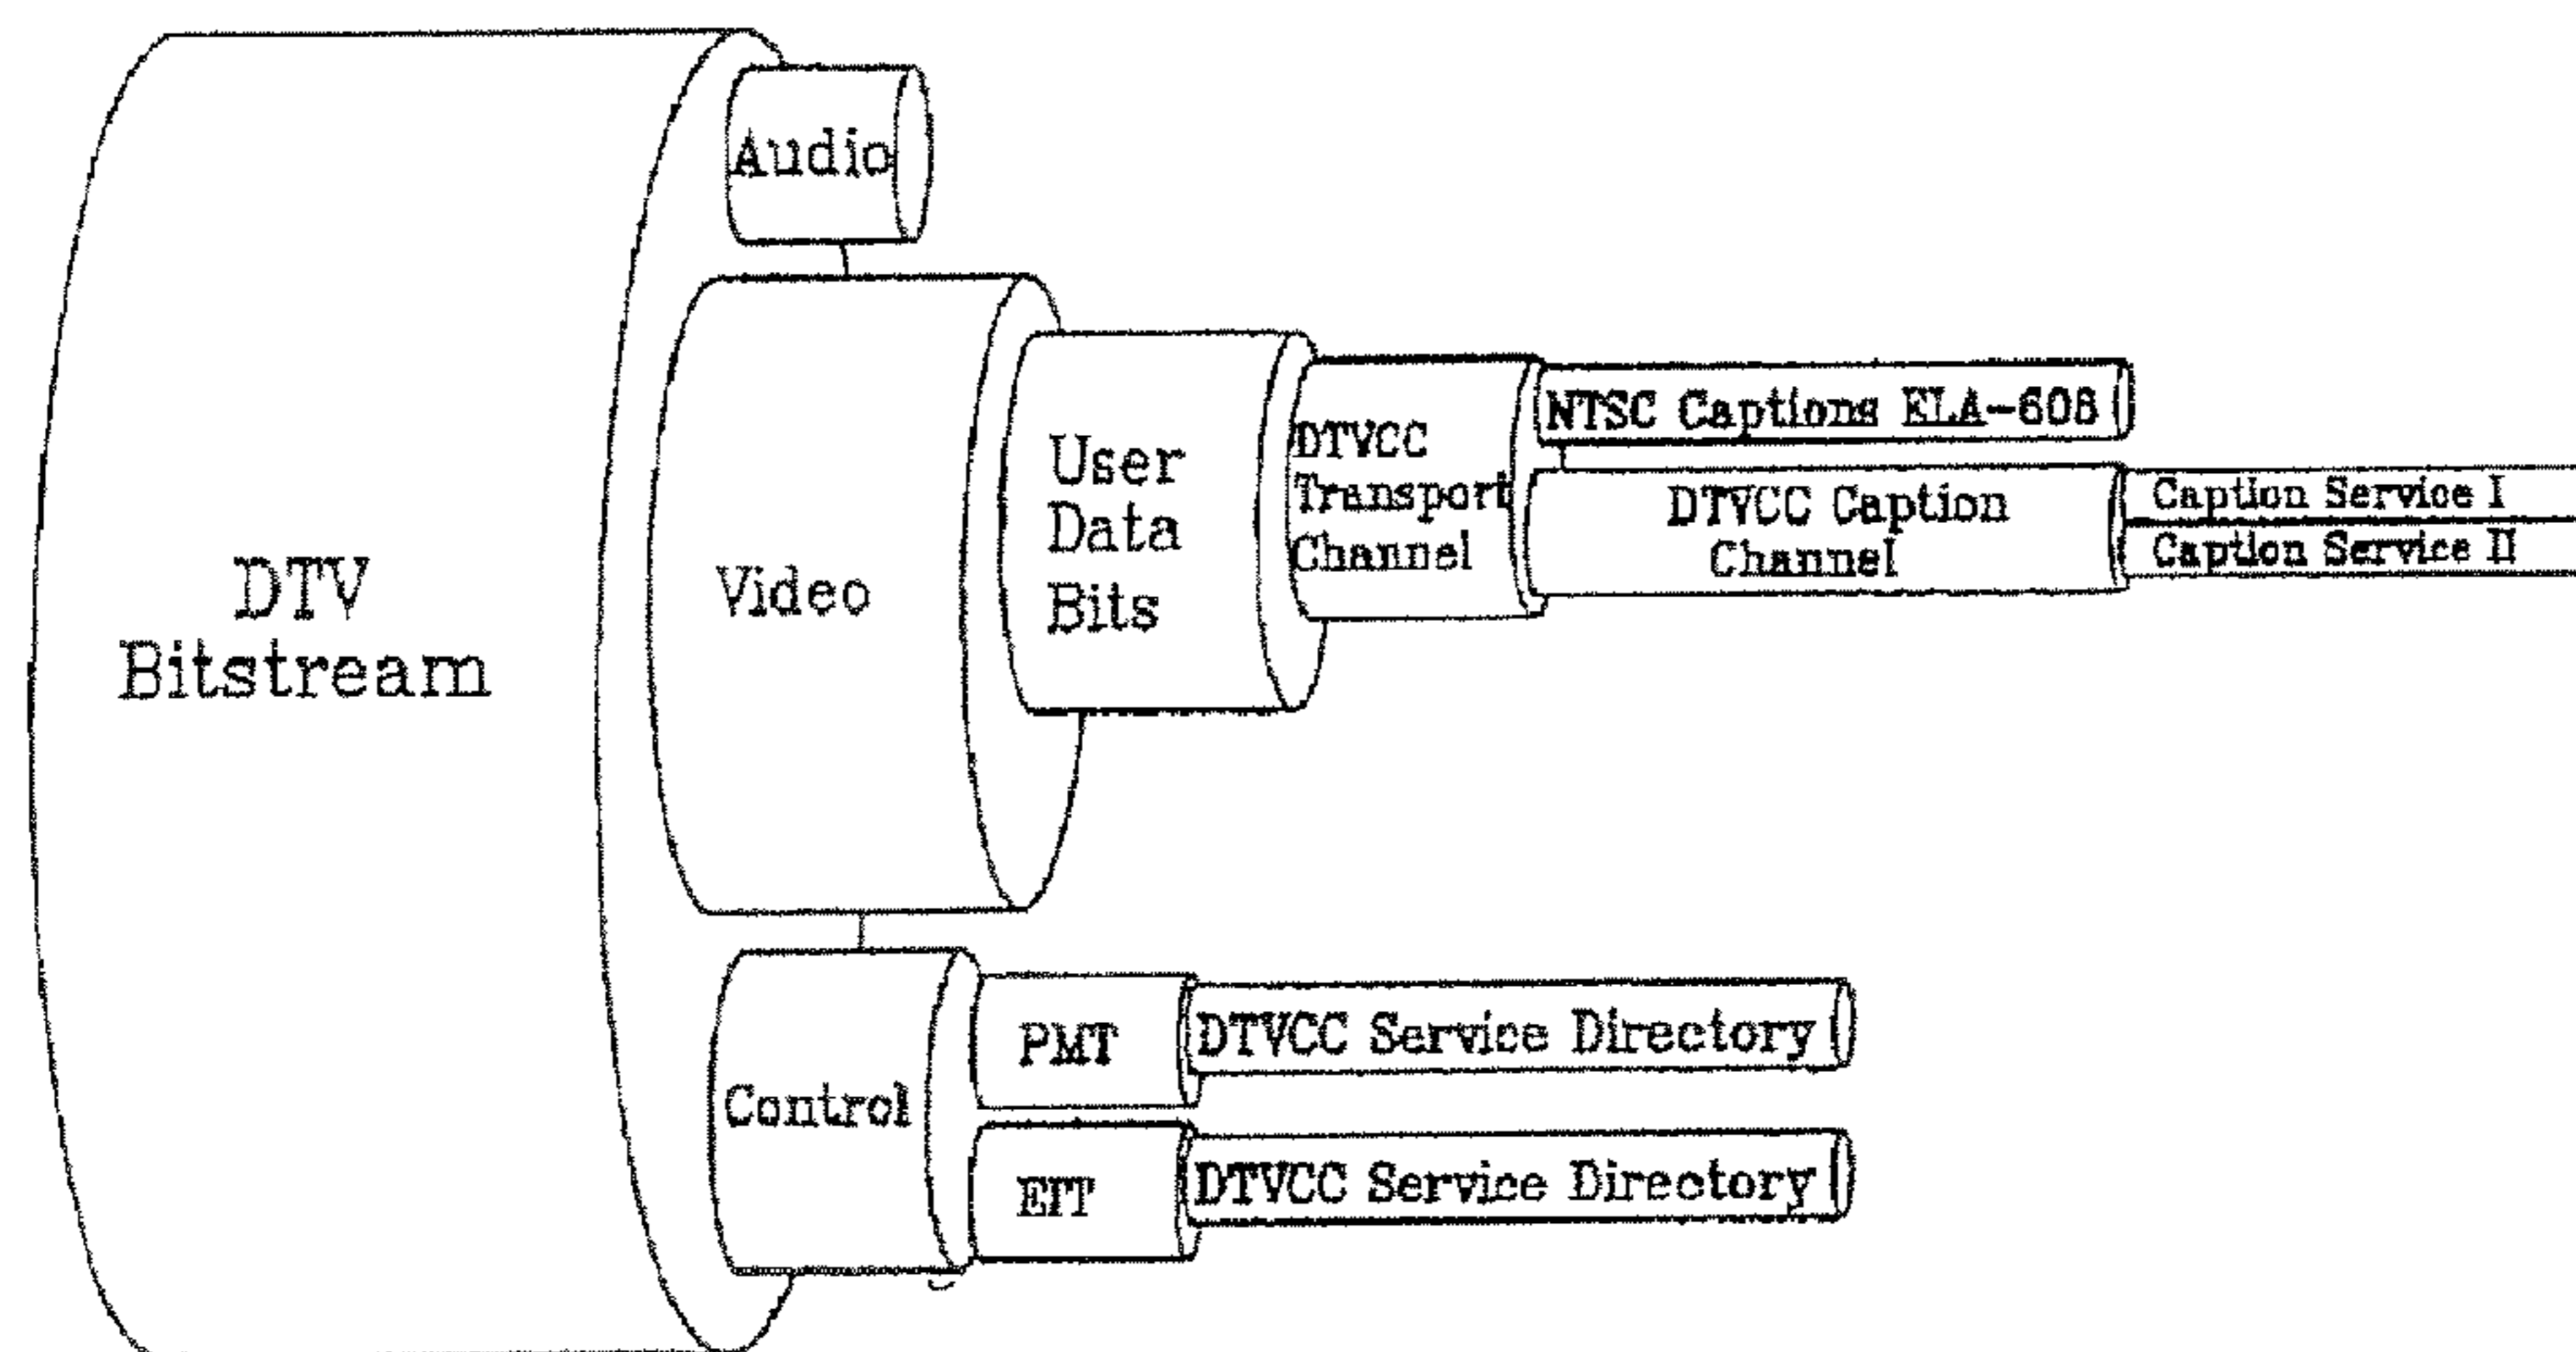 Audio
DTV
Bitstream
Video
User
Data
Bits
DTVCC
Transport
Channel
NTSC Captions ELA-608
DTVCC Caption
Channel
Caption Service I
Caption Service II
Control
PMT
DTVCC Service Directory
EIT
DTVCC Service Directory